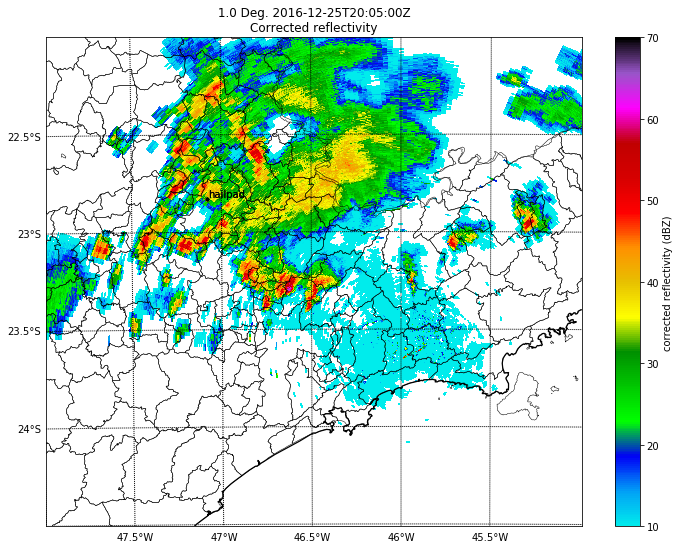 1.0 Deg. 2016-12-25T20:05:00Z
Corrected reflectivity
22.5°S
23°S
23.5°S
24°S
47.5°W
47°W
46.5°W
46°W
45.5°W
hailpad
70
60
50
40
30
20
10
corrected reflectivity (dBZ)